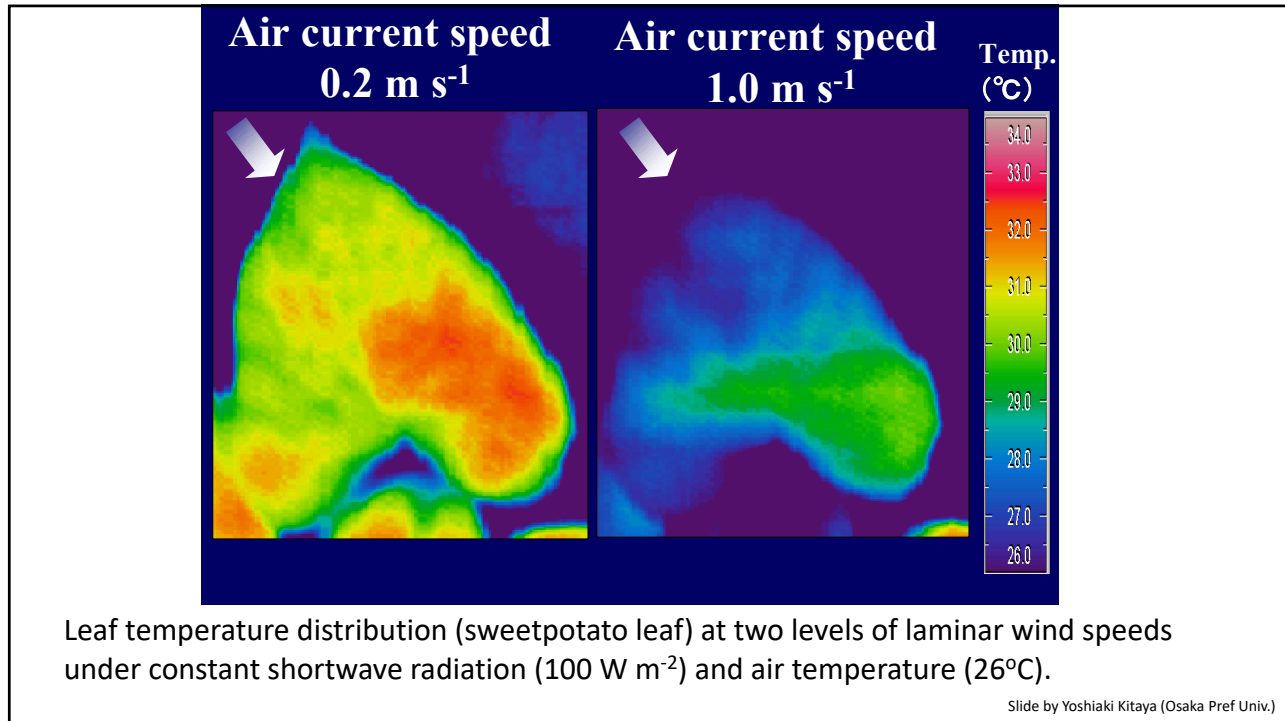 Air current speed
0.2 m s⁻¹
Air current speed
1.0 m s⁻¹
Temp.
(℃)
34.0
33.0
32.0
31.0
30.0
29.0
28.0
27.0
26.0
Leaf temperature distribution (sweetpotato leaf) at two levels of laminar wind speeds
under constant shortwave radiation (100 W m⁻²) and air temperature (26°C).
Slide by Yoshiaki Kitaya (Osaka Pref Univ.)